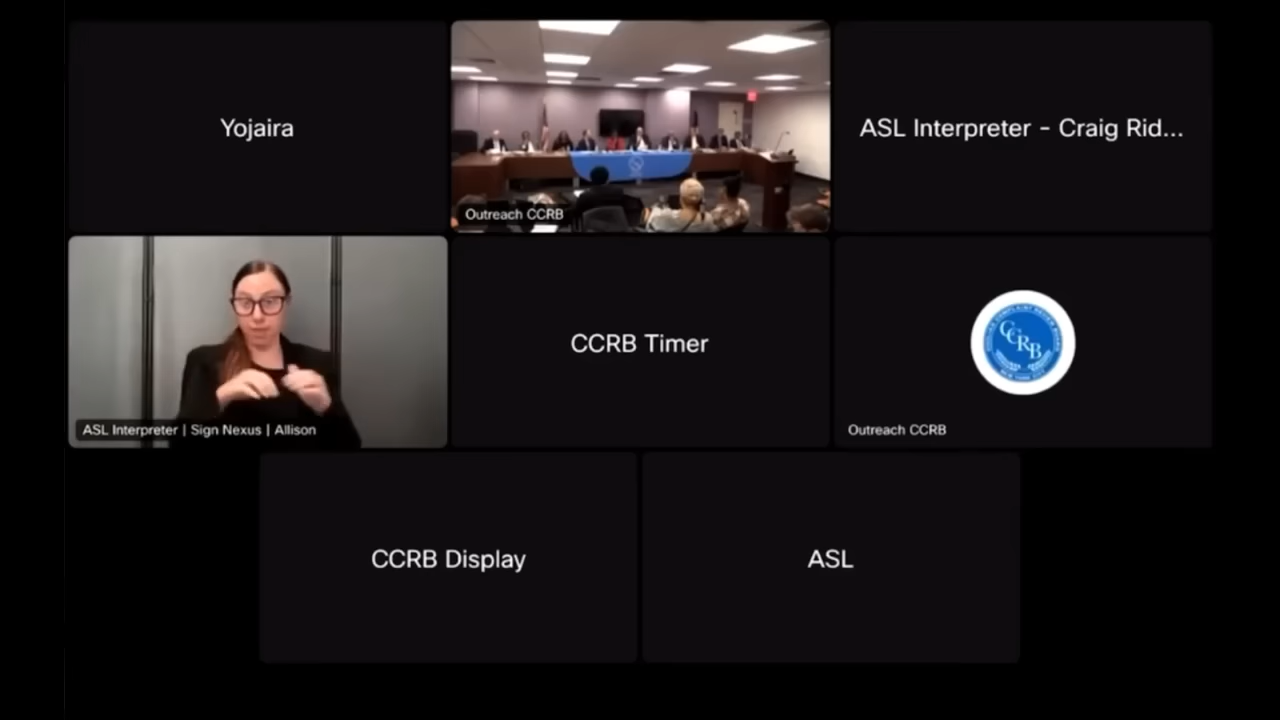 Yojaira
Outreach CCRB
ASL Interpreter - Craig Rid...
ASL Interpreter | Sign Nexus | Allison
CCRB Timer
CCRB
Outreach CCRB
CCRB Display
ASL